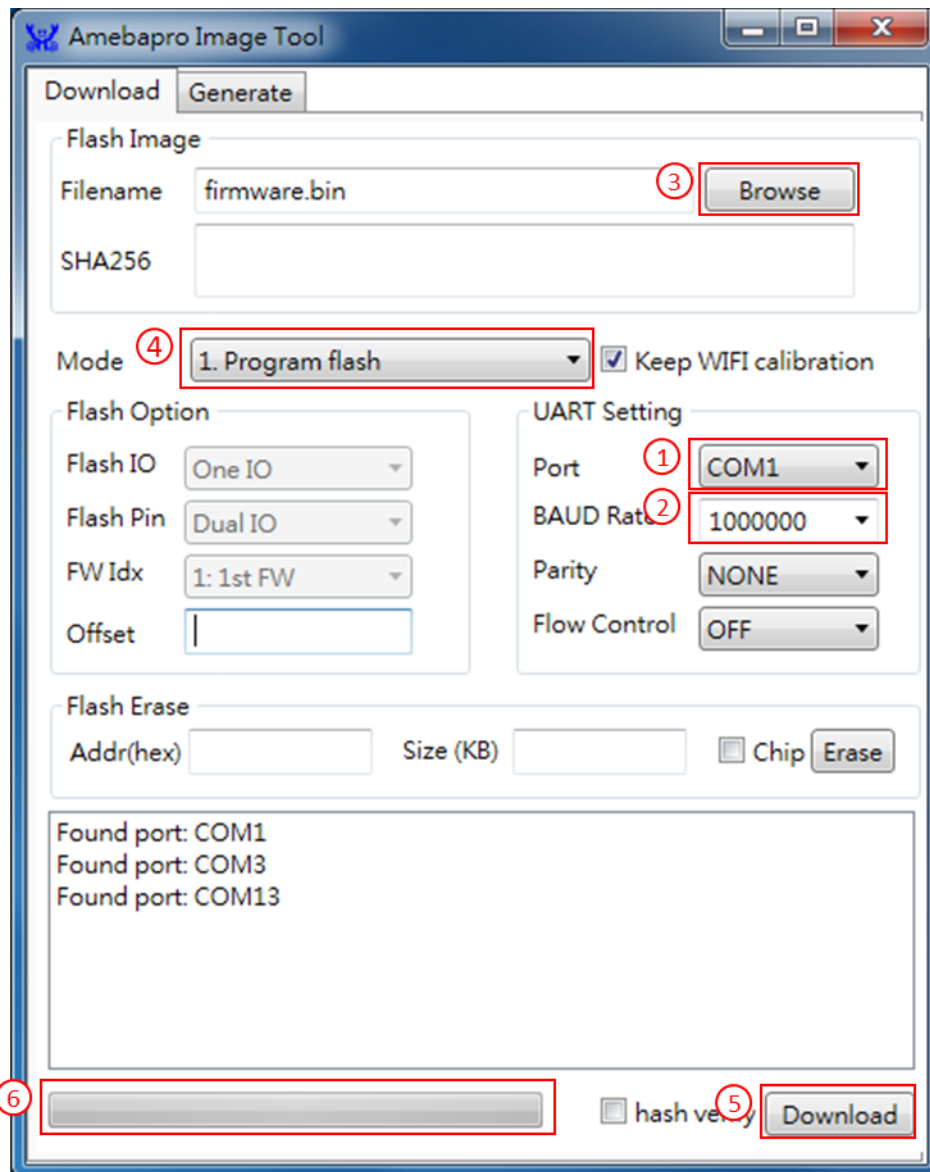 Amebapro Image Tool
Download Generate
Flash Image
Filename firmware.bin 3 Browse
SHA256
Mode 4 1. Program flash Keep WIFI calibration
Flash Option UART Setting
Flash IO One IO Port 1 COM1
Flash Pin Dual IO BAUD Rate 2 1000000
FW Idx 1: 1st FW Parity NONE
Offset Flow Control OFF
Flash Erase
Addr(hex) Size (KB) Chip Erase
Found port: COM1
Found port: COM3
Found port: COM13
6 hash verify 5 Download